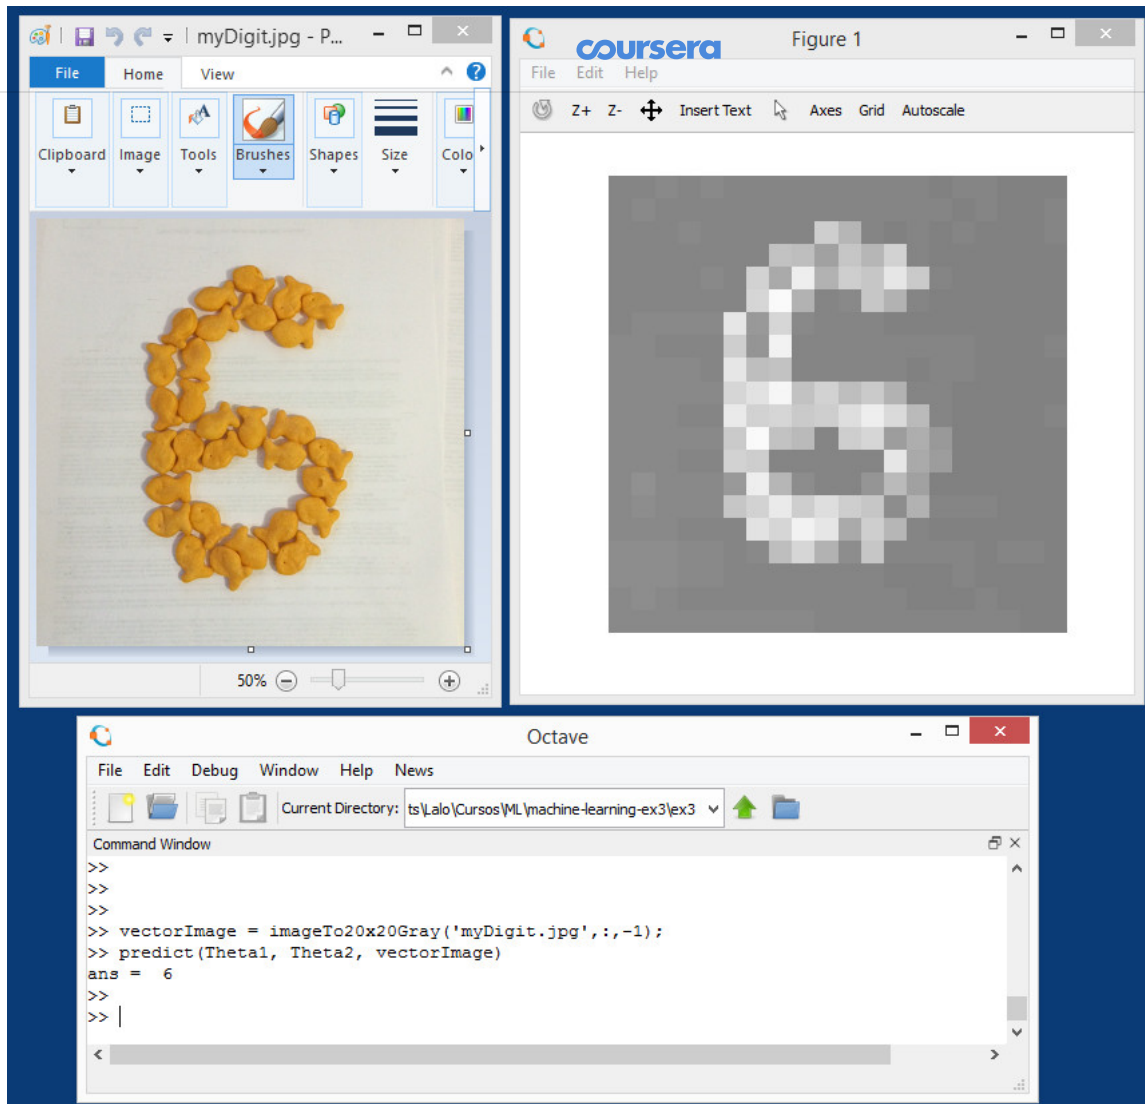 myDigit.jpg - P...
File Home View
Clipboard Image Tools Brushes Shapes Size Colo
50%
coursera
Figure 1
File Edit Help
Z+ Z- Insert Text Axes Grid Autoscale
Octave
File Edit Debug Window Help News
Current Directory: ts\Lalo\Cursos\ML\machine-learning-ex3\ex3
Command Window
>>
>>
>>
>> vectorImage = imageTo20x20Gray('myDigit.jpg',:,-1);
>> predict(Theta1, Theta2, vectorImage)
ans =  6
>>
>>